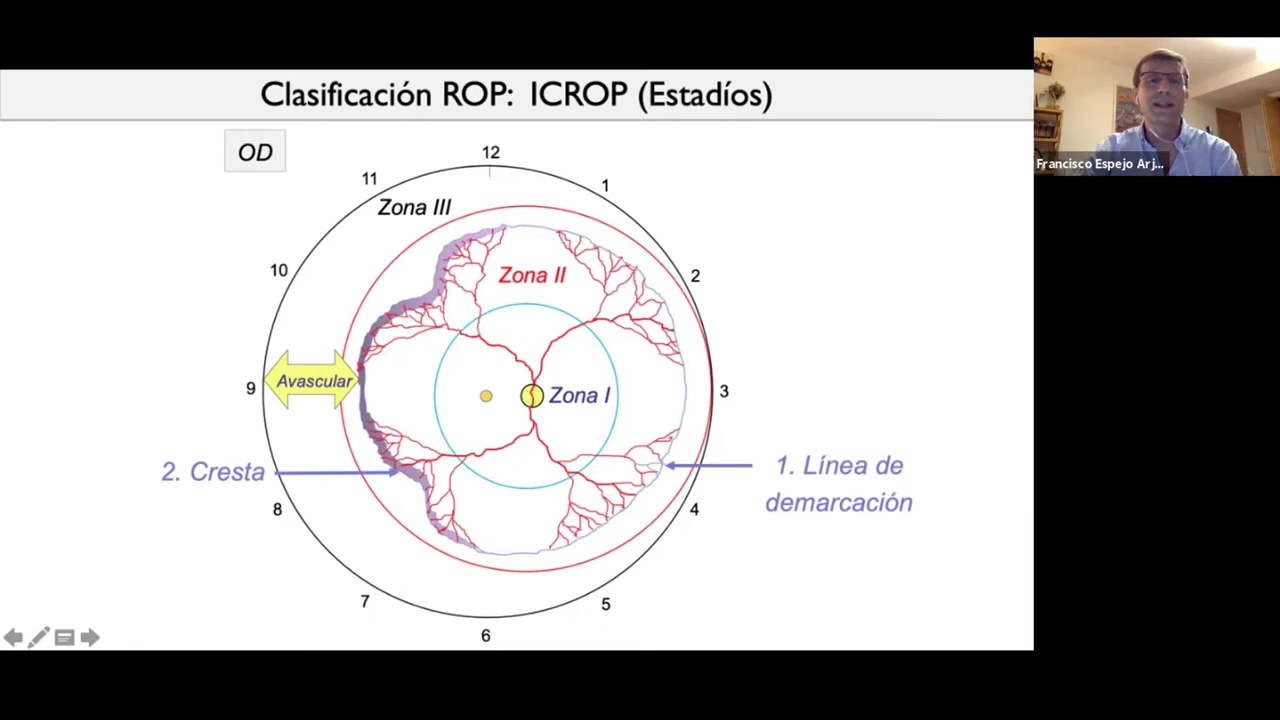 Clasificación ROP: ICROP (Estadíos)
Francisco Espejo Arj...
OD
12
11
1
Zona III
10
2
Zona II
Avascular
9
3
Zona I
2. Cresta
1. Línea de
demarcación
8
4
7
5
6